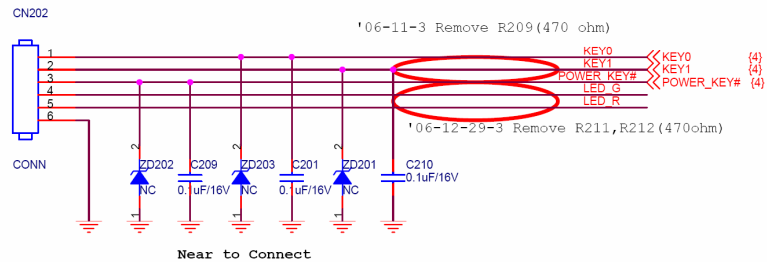 CN202
'06-11-3 Remove R209(470 ohm)
1
KEY0
KEY0 {4}
2
KEY1
KEY1 {4}
3
POWER_KEY#
POWER_KEY# {4}
4
LED_G
5
LED_R
6
'06-12-29-3 Remove R211,R212(470ohm)
CONN
2
ZD202
NC
1
C209
0.1uF/16V
2
ZD203
NC
1
C201
0.1uF/16V
2
ZD201
NC
1
C210
0.1uF/16V
Near to Connect